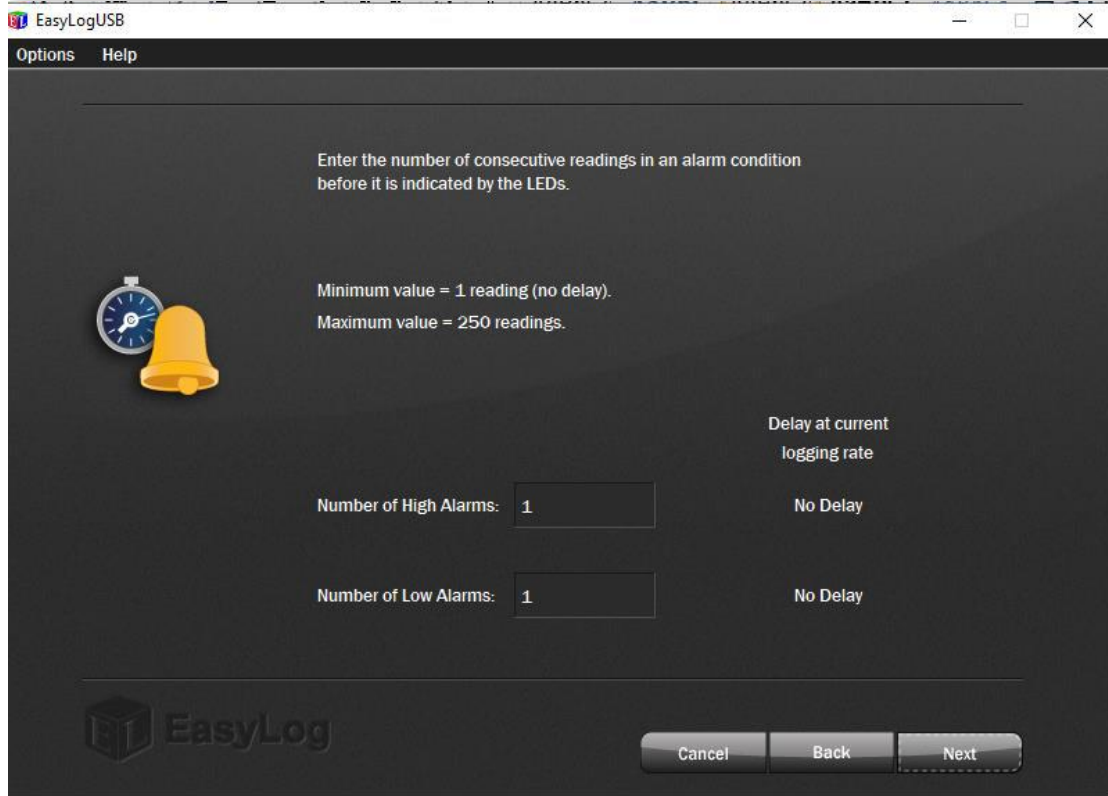 EasyLogUSB
Options Help
Enter the number of consecutive readings in an alarm condition
before it is indicated by the LEDs.
Minimum value = 1 reading (no delay).
Maximum value = 250 readings.
Delay at current
logging rate
Number of High Alarms: 1 No Delay
Number of Low Alarms: 1 No Delay
EL EasyLog
Cancel Back Next